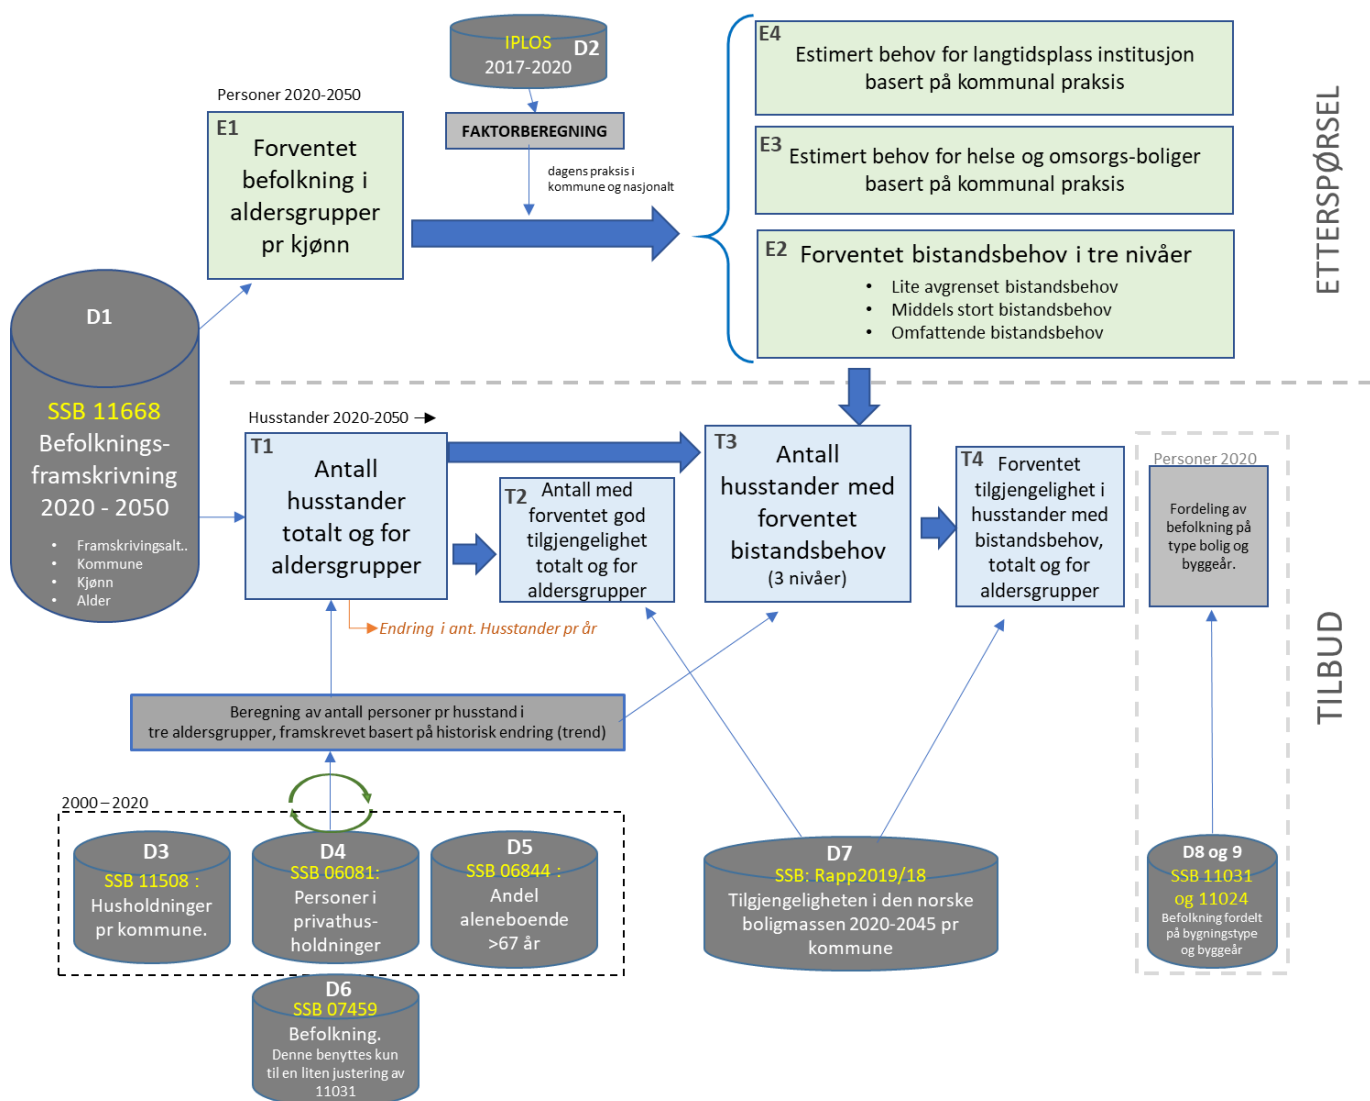 IPLOS
D2
2017-2020
FAKTORBEREGNING
dagens praksis i
kommune og nasjonalt
Personer 2020-2050
E1
Forventet
befolkning i
aldersgrupper
pr kjønn
E4
Estimert behov for langtidsplass institusjon
basert på kommunal praksis
E3
Estimert behov for helse og omsorgs-boliger
basert på kommunal praksis
E2
Forventet bistandsbehov i tre nivåer
• Lite avgrenset bistandsbehov
• Middels stort bistandsbehov
• Omfattende bistandsbehov
ETTERSPØRSEL
D1
SSB 11668
Befolknings-
framskrivning
2020 - 2050
• Framskrivingsalt..
• Kommune
• Kjønn
• Alder
Husstander 2020-2050
T1
Antall
husstander
totalt og for
aldersgrupper
T2
Antall med
forventet god
tilgjengelighet
totalt og for
aldersgrupper
T3
Antall
husstander med
forventet
bistandsbehov
(3 nivåer)
T4
Forventet
tilgjengelighet i
husstander med
bistandsbehov,
totalt og for
aldersgrupper
Personer 2020
Fordeling av
befolkning på
type bolig og
byggeår.
TILBUD
Endring i ant. Husstander pr år
Beregning av antall personer pr husstand i
tre aldersgrupper, framskrevet basert på historisk endring (trend)
2000–2020
D3
SSB 11508 :
Husholdninger
pr kommune.
D4
SSB 06081:
Personer i
privathus-
holdninger
D5
SSB 06844 :
Andel
aleneboende
>67 år
D6
SSB 07459
Befolkning.
Denne benyttes kun
til en liten justering av
11031
D7
SSB: Rapp2019/18
Tilgjengeligheten i den norske
boligmassen 2020-2045 pr
kommune
D8 og 9
SSB 11031
og 11024
Befolkning fordelt
på bygningstype
og byggeår